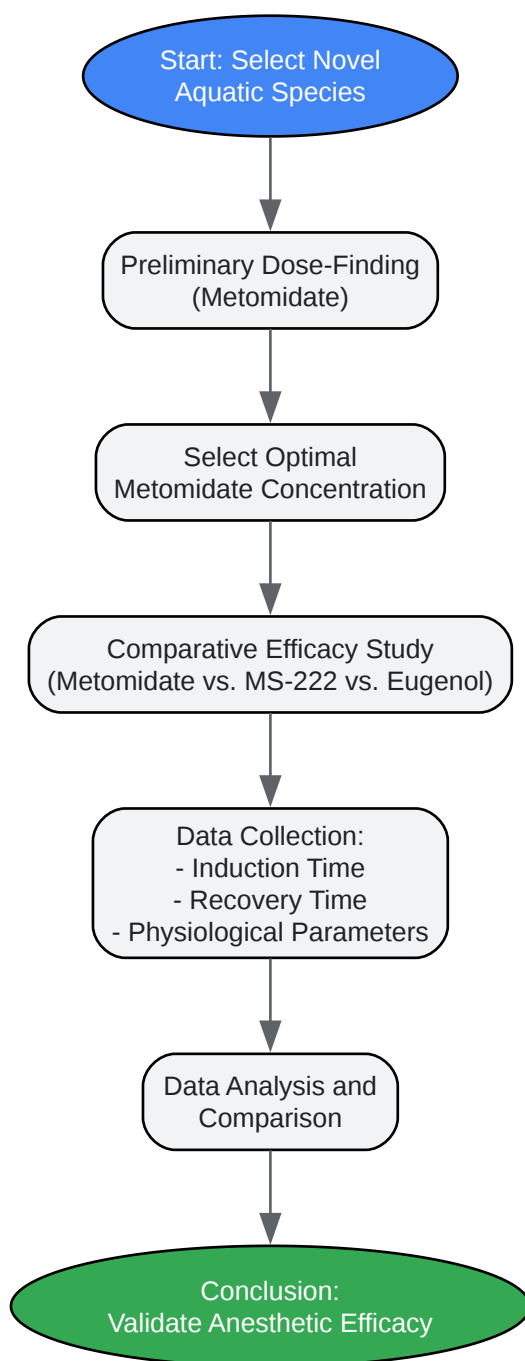 Start: Select Novel
Aquatic Species
Preliminary Dose-Finding
(Metomidate)
Select Optimal
Metomidate Concentration
Comparative Efficacy Study
(Metomidate vs. MS-222 vs. Eugenol)
Data Collection:
- Induction Time
- Recovery Time
- Physiological Parameters
Data Analysis and
Comparison
Conclusion:
Validate Anesthetic Efficacy